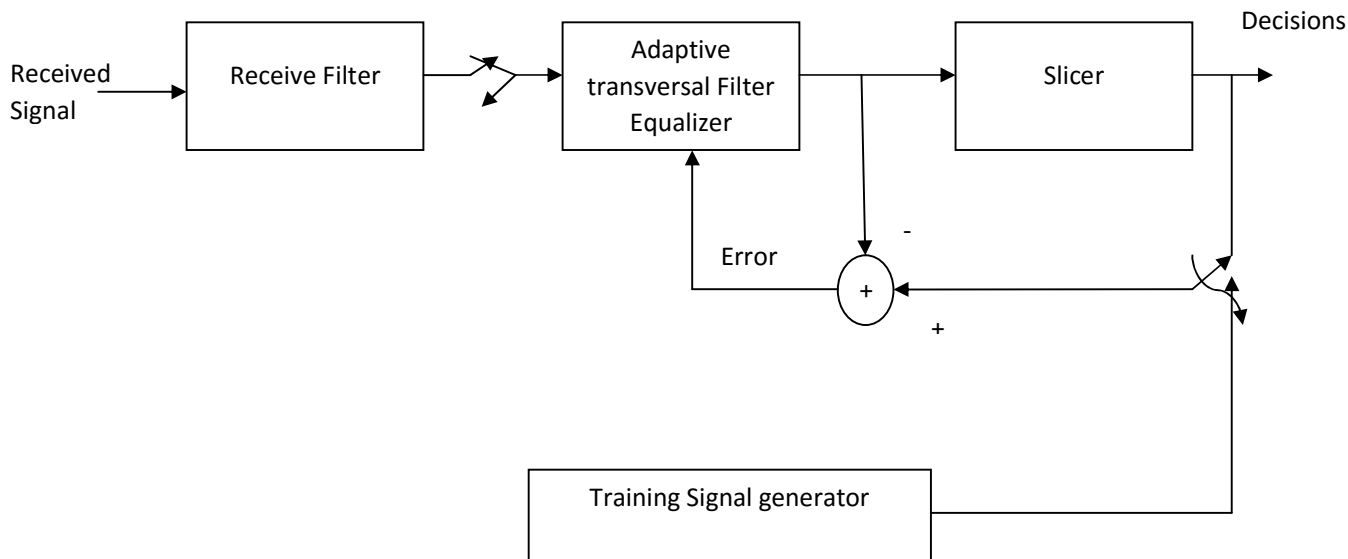 Decisions
Received
Signal
Receive Filter
Adaptive
transversal Filter
Equalizer
Slicer
-
Error
+
+
Training Signal generator